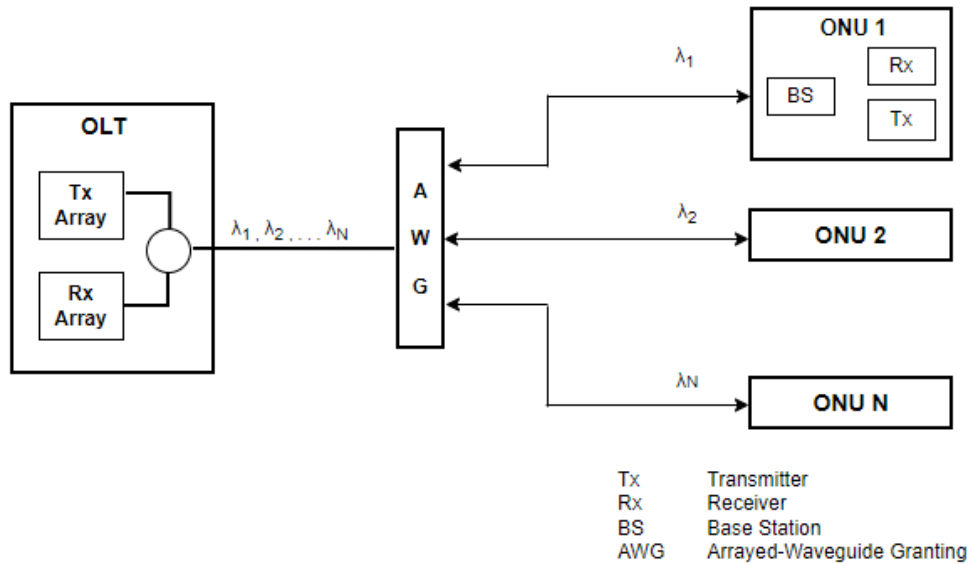 OLT
Tx
Array
Rx
Array
λ1 , λ2 , . . . λN
A
W
G
λ1
ONU 1
BS
Rx
Tx
λ2
ONU 2
λN
ONU N
Tx Transmitter
Rx Receiver
BS Base Station
AWG Arrayed-Waveguide Granting